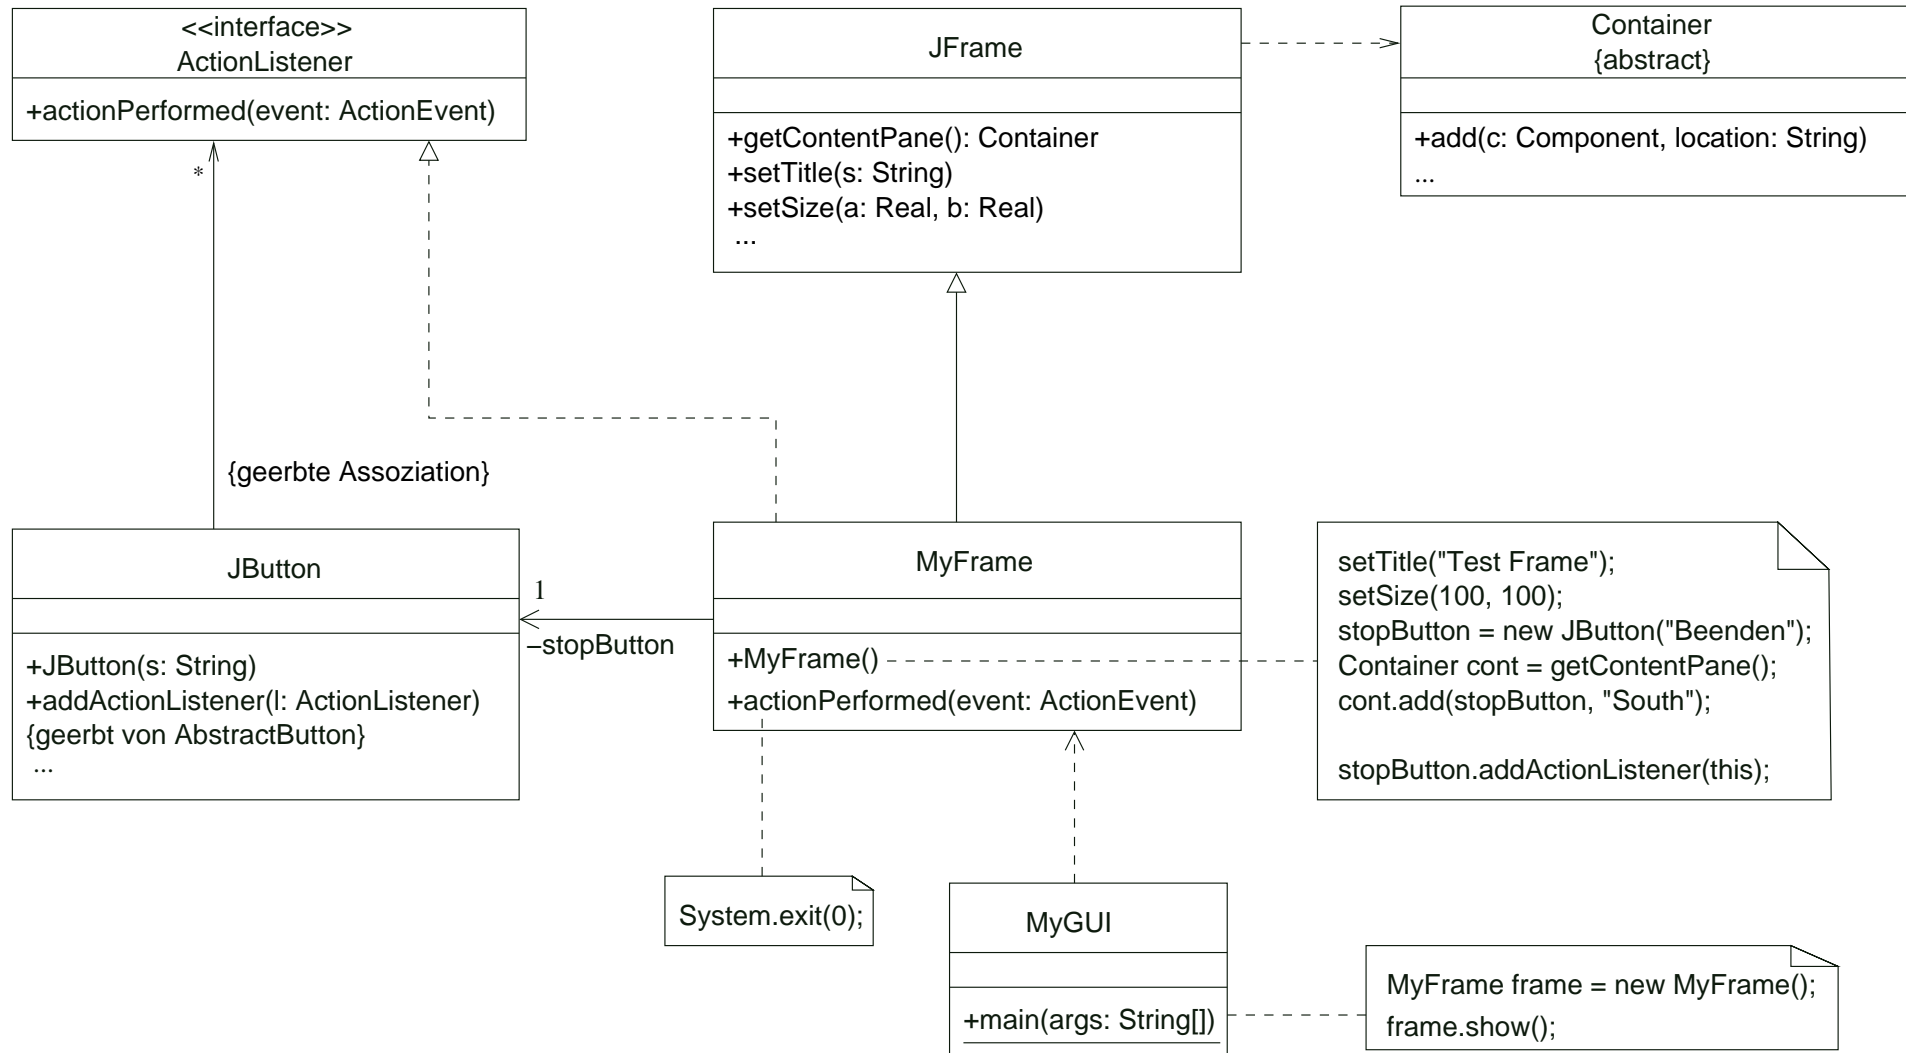 <<interface>>
ActionListener
+actionPerformed(event: ActionEvent)
*
JFrame
+getContentPane(): Container
+setTitle(s: String)
+setSize(a: Real, b: Real)
...
Container
{abstract}
+add(c: Component, location: String)
...
{geerbte Assoziation}
JButton
+JButton(s: String)
+addActionListener(l: ActionListener)
{geerbt von AbstractButton}
...
1
–stopButton
MyFrame
+MyFrame()
+actionPerformed(event: ActionEvent)
setTitle("Test Frame");
setSize(100, 100);
stopButton = new JButton("Beenden");
Container cont = getContentPane();
cont.add(stopButton, "South");
stopButton.addActionListener(this);
System.exit(0);
MyGUI
+main(args: String[])
MyFrame frame = new MyFrame();
frame.show();